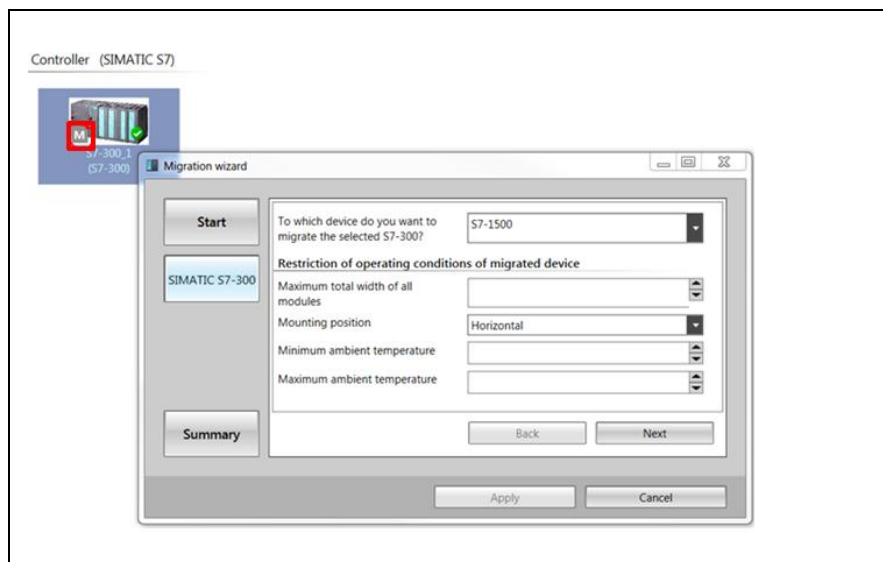 Controller (SIMATIC S7)
M
S7-300_1
(S7-300)
Migration wizard
Start
SIMATIC S7-300
Summary
To which device do you want to
migrate the selected S7-300?
S7-1500
Restriction of operating conditions of migrated device
Maximum total width of all
modules
Mounting position
Horizontal
Minimum ambient temperature
Maximum ambient temperature
Back
Next
Apply
Cancel